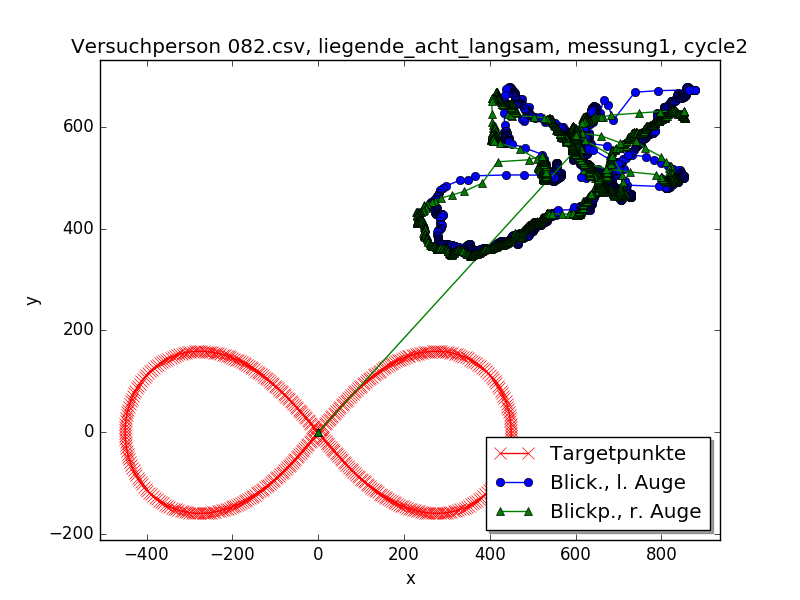 Versuchperson 082.csv, liegende_acht_langsam, messung1, cycle2
600
400
200
0
−200
y
−400
−200
0
200
400
600
800
x
Targetpunkte
Blick., l. Auge
Blickp., r. Auge